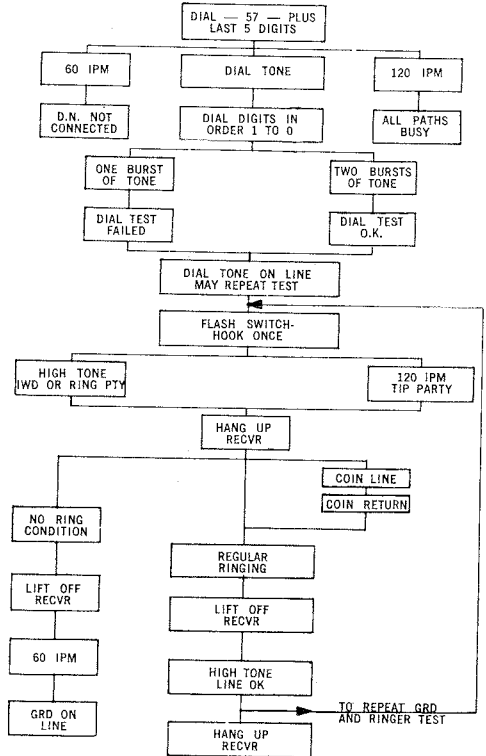 DIAL — 57 — PLUS
LAST 5 DIGITS
60 IPM
DIAL TONE
120 IPM
D.N. NOT
CONNECTED
DIAL DIGITS IN
ORDER 1 TO 0
ALL PATHS
BUSY
ONE BURST
OF TONE
TWO BURSTS
OF TONE
DIAL TEST
FAILED
DIAL TEST
O.K.
DIAL TONE ON LINE
MAY REPEAT TEST
FLASH SWITCH-
HOOK ONCE
HIGH TONE
IWD OR RING PTY
120 IPM
TIP PARTY
HANG UP
RECVR
COIN LINE
COIN RETURN
NO RING
CONDITION
REGULAR
RINGING
LIFT OFF
RECVR
LIFT OFF
RECVR
60 IPM
HIGH TONE
LINE OK
GRD ON
LINE
TO REPEAT GRD
AND RINGER TEST
HANG UP
RECVR